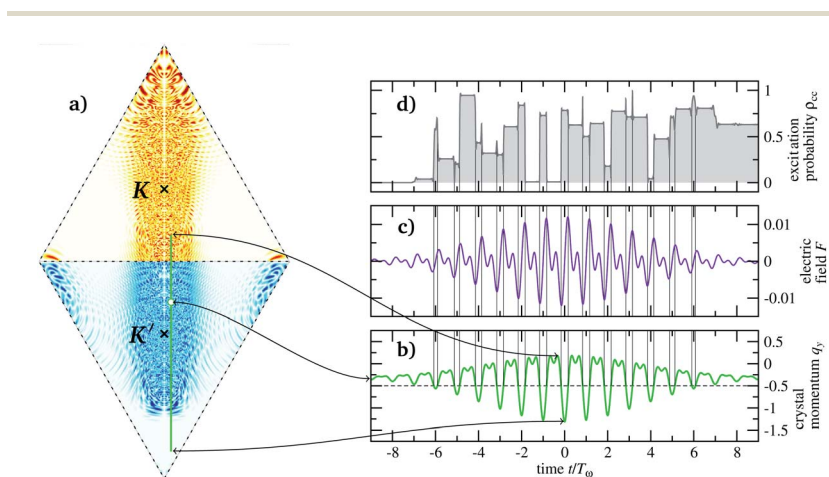 a)
K
K′
d)
1
0.5
0
excitation
probability ρcc
c)
0.01
0
-0.01
electric
field F
b)
0.5
0
-0.5
-1
-1.5
crystal
momentum qy
-8 -6 -4 -2 0 2 4 6 8
time t/Tω